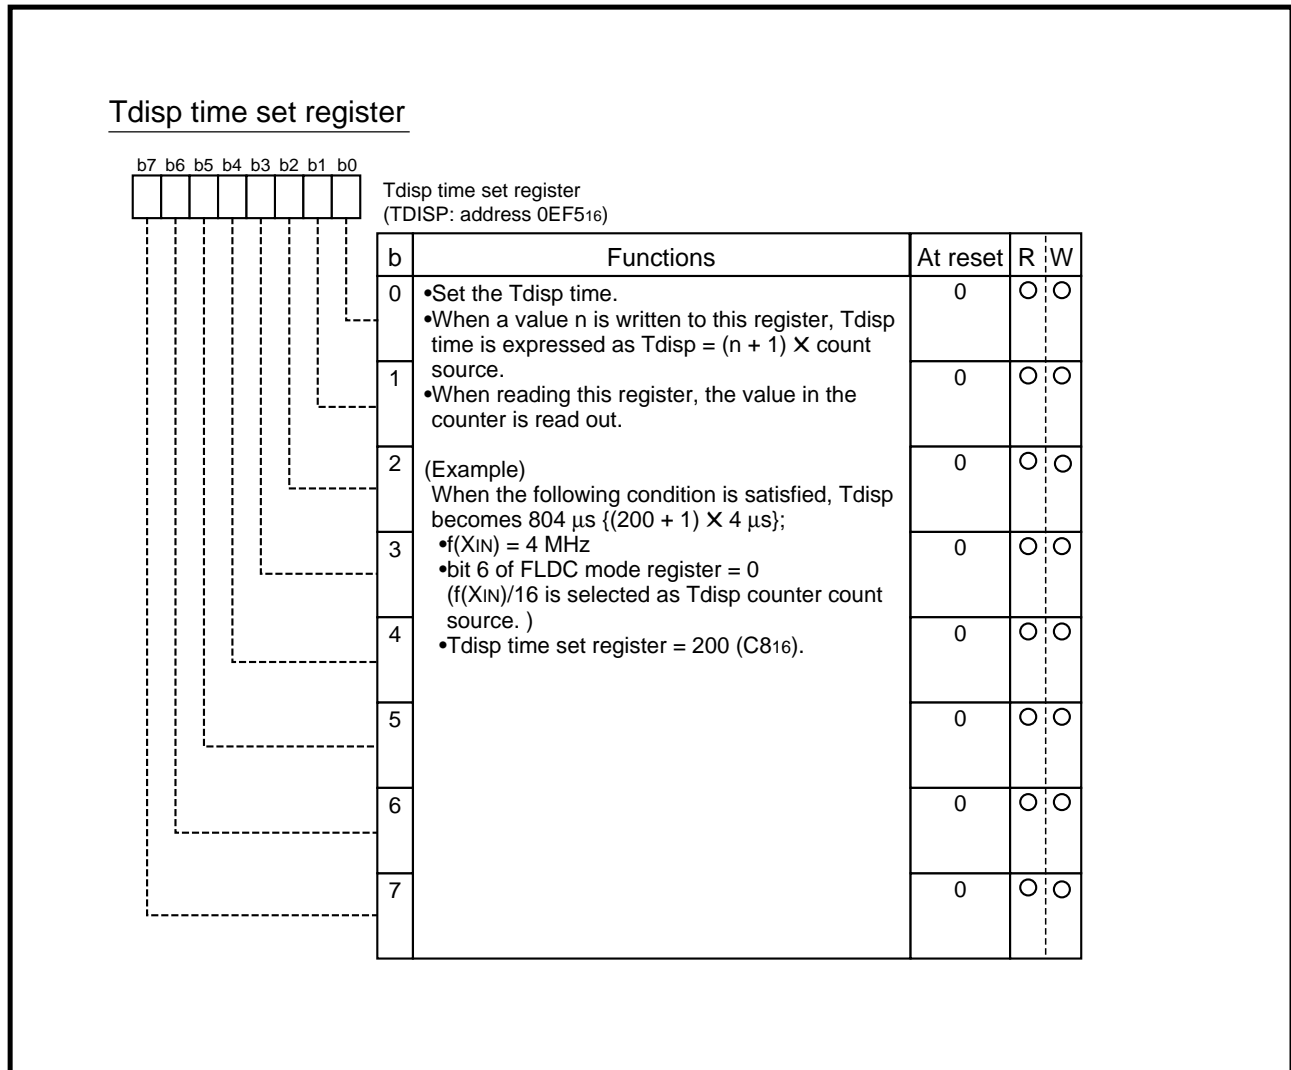 Tdisp time set register
b7 b6 b5 b4 b3 b2 b1 b0
Tdisp time set register
(TDISP: address 0EF516)
b Functions At reset R W
0 •Set the Tdisp time. 0 ○ ○
•When a value n is written to this register, Tdisp
time is expressed as Tdisp = (n + 1) ✕ count
source.
1 0 ○ ○
•When reading this register, the value in the
counter is read out.
2 0 ○ ○
(Example)
When the following condition is satisfied, Tdisp
becomes 804 μs {(200 + 1) ✕ 4 μs};
3 •f(XIN) = 4 MHz 0 ○ ○
•bit 6 of FLDC mode register = 0
(f(XIN)/16 is selected as Tdisp counter count
source. )
4 •Tdisp time set register = 200 (C816). 0 ○ ○
5 0 ○ ○
6 0 ○ ○
7 0 ○ ○